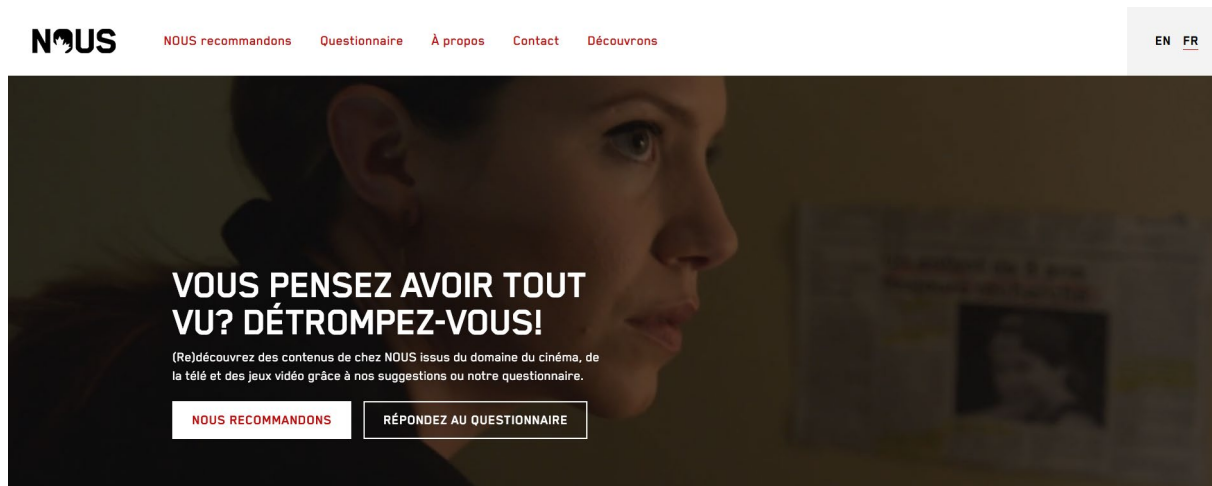 NOUS
NOUS recommandons
Questionnaire
À propos
Contact
Découvrons
EN FR
VOUS PENSEZ AVOIR TOUT
VU? DÉTROMPEZ-VOUS!
(Re)découvrez des contenus de chez NOUS issus du domaine du cinéma, de
la télé et des jeux vidéo grâce à nos suggestions ou notre questionnaire.
NOUS RECOMMANDONS
RÉPONDEZ AU QUESTIONNAIRE